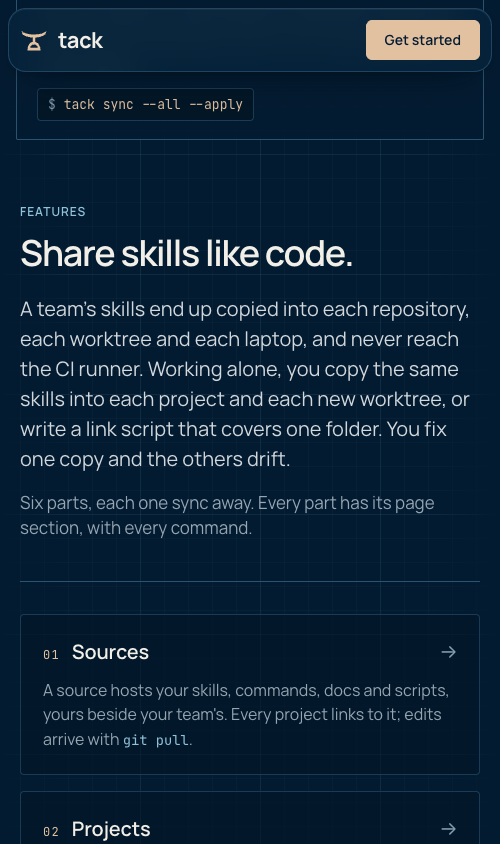 tack
Get started
$ tack sync --all --apply
FEATURES
Share skills like code.
A team's skills end up copied into each repository,
each worktree and each laptop, and never reach
the CI runner. Working alone, you copy the same
skills into each project and each new worktree, or
write a link script that covers one folder. You fix
one copy and the others drift.
Six parts, each one sync away. Every part has its page
section, with every command.
01 Sources →
A source hosts your skills, commands, docs and scripts,
yours beside your team's. Every project links to it; edits
arrive with git pull.
02 Projects →